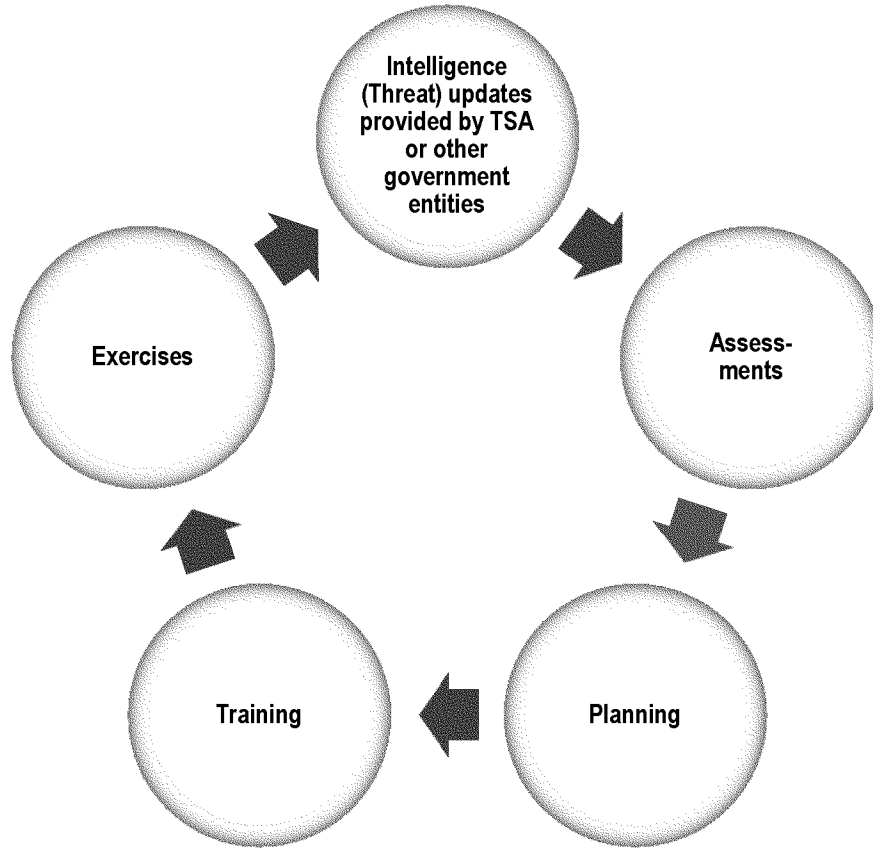 Intelligence
(Threat) updates
provided by TSA
or other
government
entities
Assess-
ments
Planning
Training
Exercises